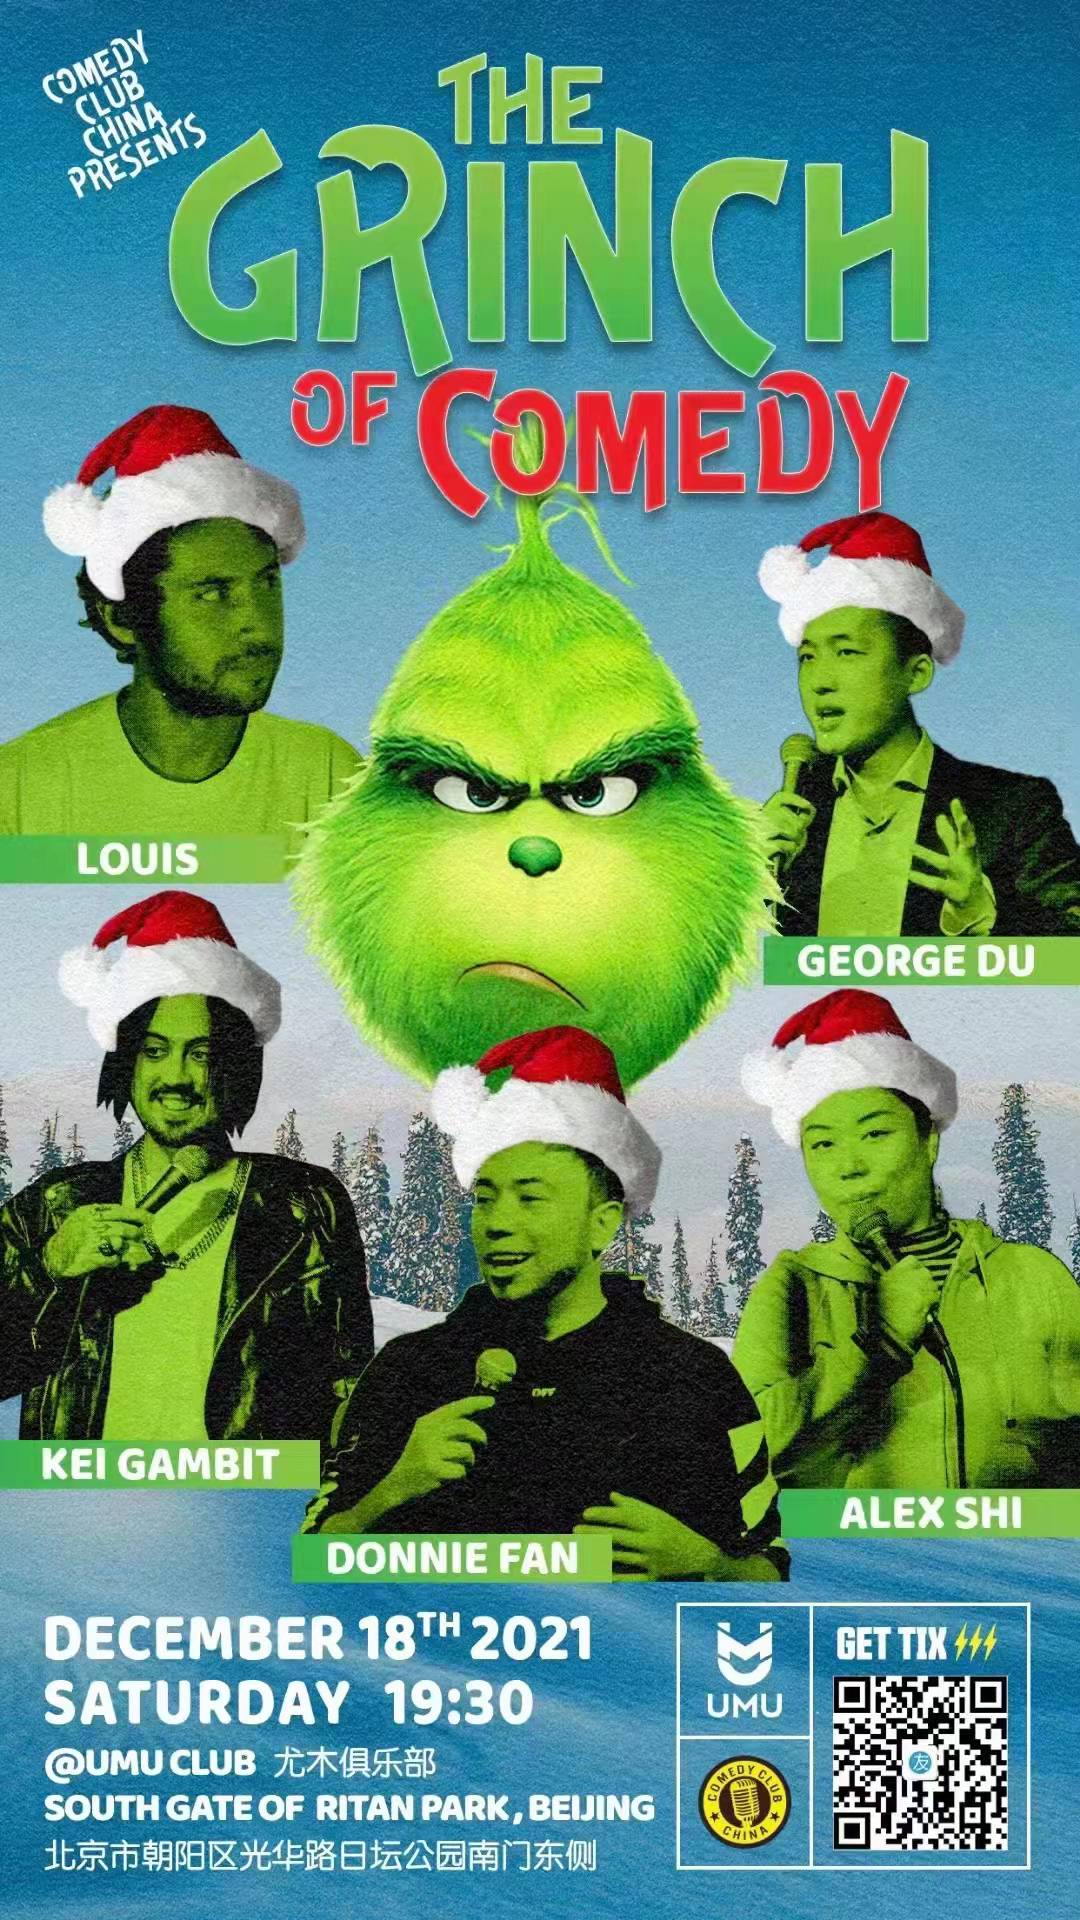 COMEDY
CLUB
CHINA
PRESENTS
THE
GRINCH
OF COMEDY
LOUIS
GEORGE DU
KEI GAMBIT
OFF
DONNIE FAN
ALEX SHI
DECEMBER 18TH 2021
SATURDAY 19:30
@UMU CLUB 尤木俱乐部
SOUTH GATE OF RITAN PARK, BEIJING
北京市朝阳区光华路日坛公园南门东侧
UMU
COMEDY CLUB
CHINA
GET TIX
友